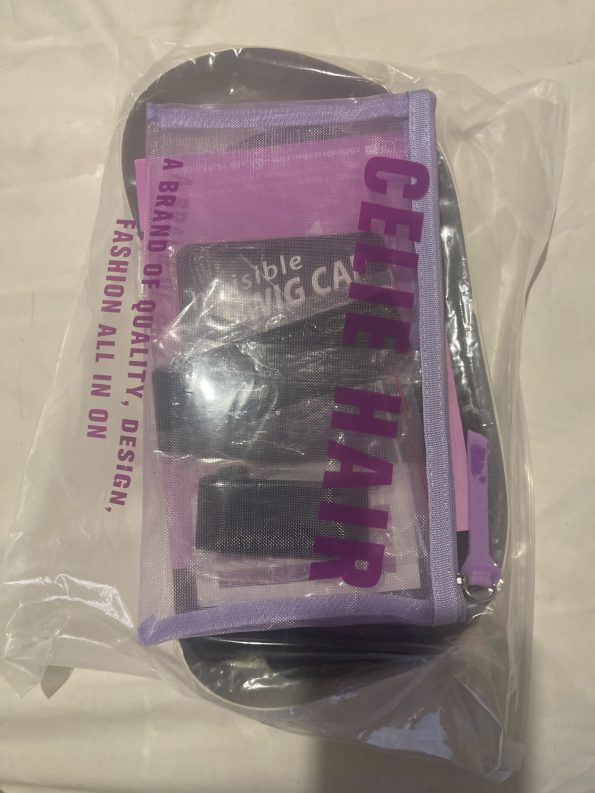 CELIE HAIR
A BRAND OF QUALITY, DESIGN,
FASHION ALL IN ON
isible
WIG CA